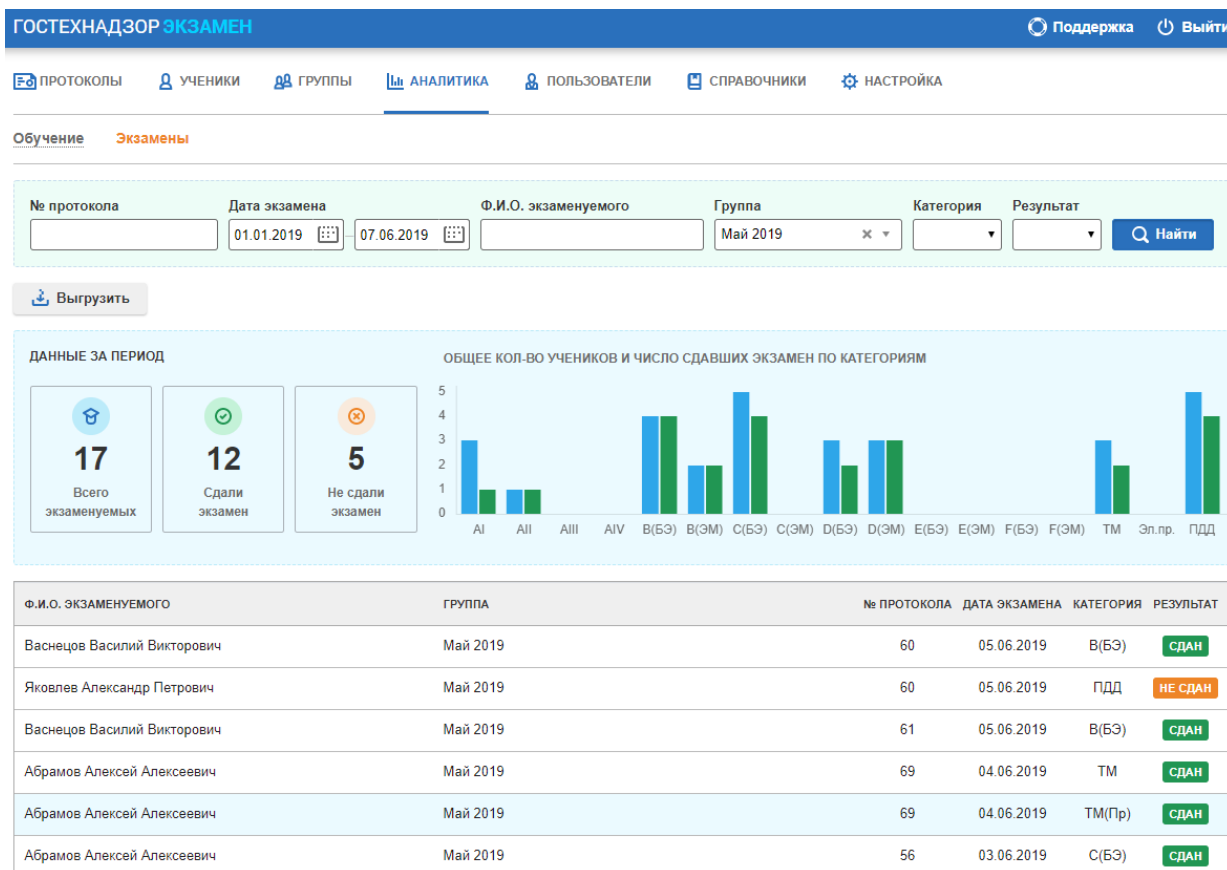 ГОСТЕХНАДЗОР ЭКЗАМЕН Поддержка Выйти
ПРОТОКОЛЫ УЧЕНИКИ ГРУППЫ АНАЛИТИКА ПОЛЬЗОВАТЕЛИ СПРАВОЧНИКИ НАСТРОЙКА
Обучение Экзамены
№ протокола Дата экзамена Ф.И.О. экзаменуемого Группа Категория Результат
01.01.2019 – 07.06.2019 Май 2019 Найти
Выгрузить
ДАННЫЕ ЗА ПЕРИОД
17
Всего
экзаменуемых
12
Сдали
экзамен
5
Не сдали
экзамен
ОБЩЕЕ КОЛ-ВО УЧЕНИКОВ И ЧИСЛО СДАВШИХ ЭКЗАМЕН ПО КАТЕГОРИЯМ
5
4
3
2
1
0
AI AII AIII AIV B(БЭ) B(ЭМ) C(БЭ) C(ЭМ) D(БЭ) D(ЭМ) E(БЭ) E(ЭМ) F(БЭ) F(ЭМ) ТМ Эл.пр. ПДД
Ф.И.О. ЭКЗАМЕНУЕМОГО ГРУППА № ПРОТОКОЛА ДАТА ЭКЗАМЕНА КАТЕГОРИЯ РЕЗУЛЬТАТ
Васнецов Василий Викторович Май 2019 60 05.06.2019 B(БЭ) СДАН
Яковлев Александр Петрович Май 2019 60 05.06.2019 ПДД НЕ СДАН
Васнецов Василий Викторович Май 2019 61 05.06.2019 B(БЭ) СДАН
Абрамов Алексей Алексеевич Май 2019 69 04.06.2019 ТМ СДАН
Абрамов Алексей Алексеевич Май 2019 69 04.06.2019 ТМ(Пр) СДАН
Абрамов Алексей Алексеевич Май 2019 56 03.06.2019 C(БЭ) СДАН